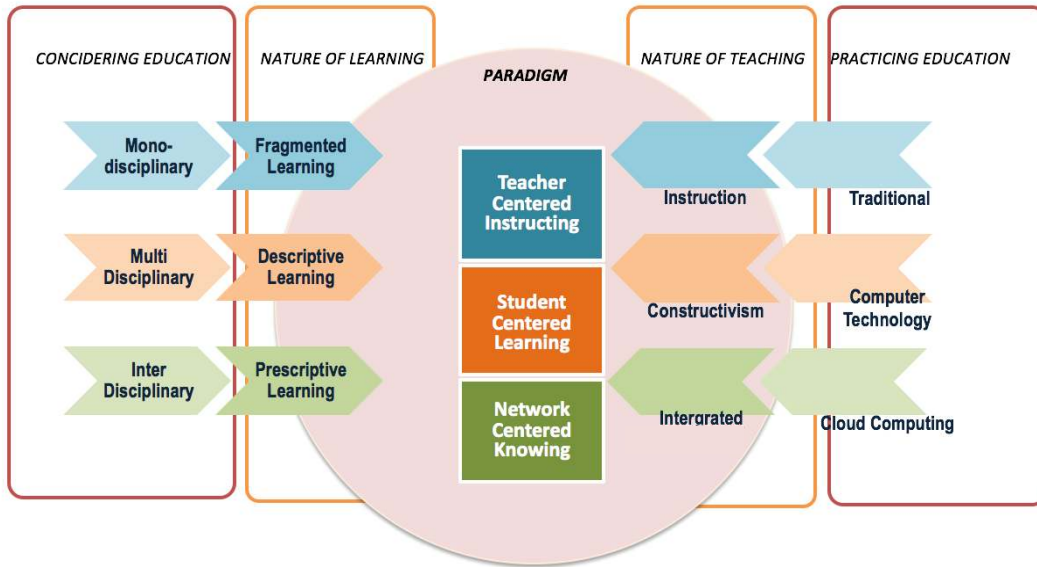 CONCIDERING EDUCATION
NATURE OF LEARNING
PARADIGM
NATURE OF TEACHING
PRACTICING EDUCATION
Mono-
disciplinary
Fragmented
Learning
Teacher
Centered
Instructing
Instruction
Traditional
Multi
Disciplinary
Descriptive
Learning
Student
Centered
Learning
Constructivism
Computer
Technology
Inter
Disciplinary
Prescriptive
Learning
Network
Centered
Knowing
Intergrated
Cloud Computing